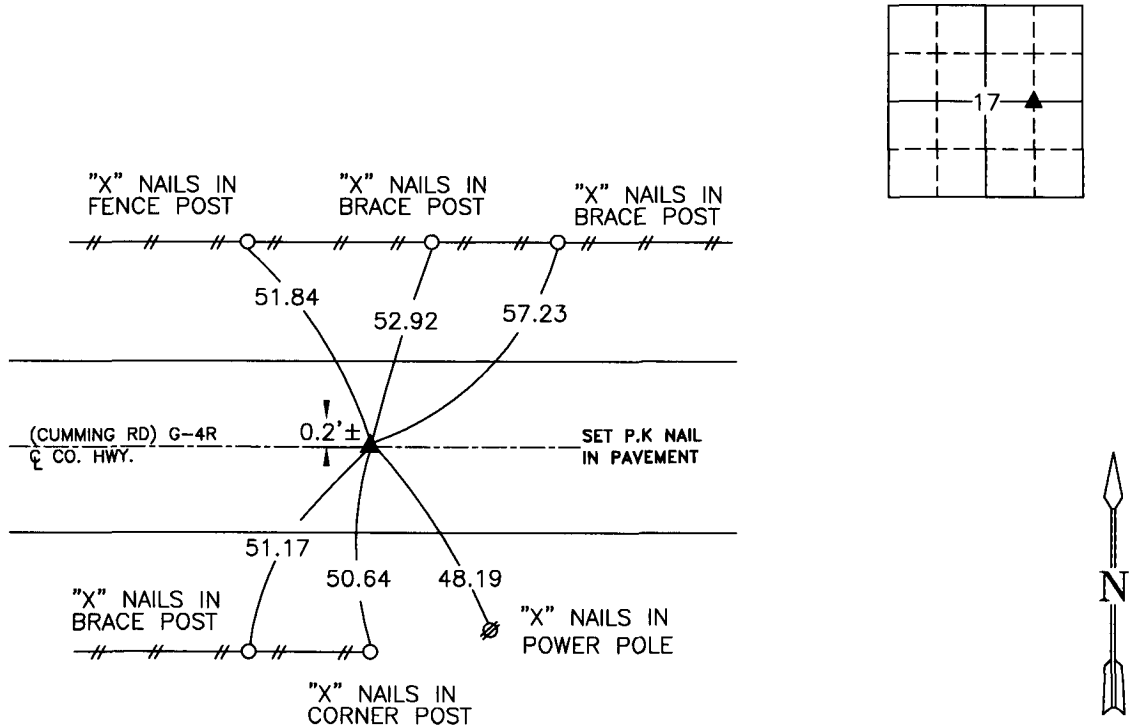 17
"X" NAILS IN
FENCE POST
"X" NAILS IN
BRACE POST
"X" NAILS IN
BRACE POST
51.84
52.92
57.23
(CUMMING RD) G-4R
℄ CO. HWY.
0.2'±
SET P.K NAIL
IN PAVEMENT
51.17
50.64
48.19
"X" NAILS IN
BRACE POST
"X" NAILS IN
POWER POLE
"X" NAILS IN
CORNER POST
N